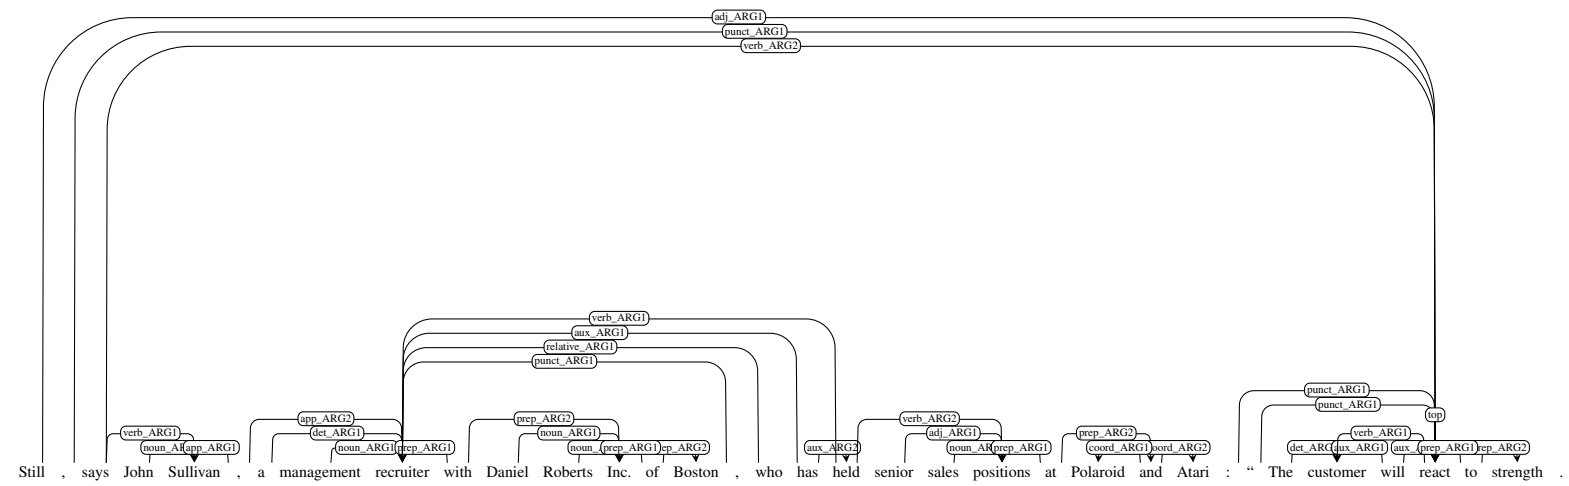 adj_ARG1
punct_ARG1
verb_ARG2
verb_ARG1
aux_ARG1
relative_ARG1
punct_ARG1
punct_ARG1
punct_ARG1
top
app_ARG2 prep_ARG2 verb_ARG2
verb_ARG1 det_ARG1 noun_ARG1 adj_ARG1 prep_ARG2 verb_ARG1
app_ARG1 noun_ARG1 prep_ARG1 prep_ARG1 aux_ARG2 prep_ARG1 coord_ARG1 aux_ARG1 prep_ARG1
Still , says John Sullivan , a management recruiter with Daniel Roberts Inc. of Boston , who has held senior sales positions at Polaroid and Atari : “ The customer will react to strength .